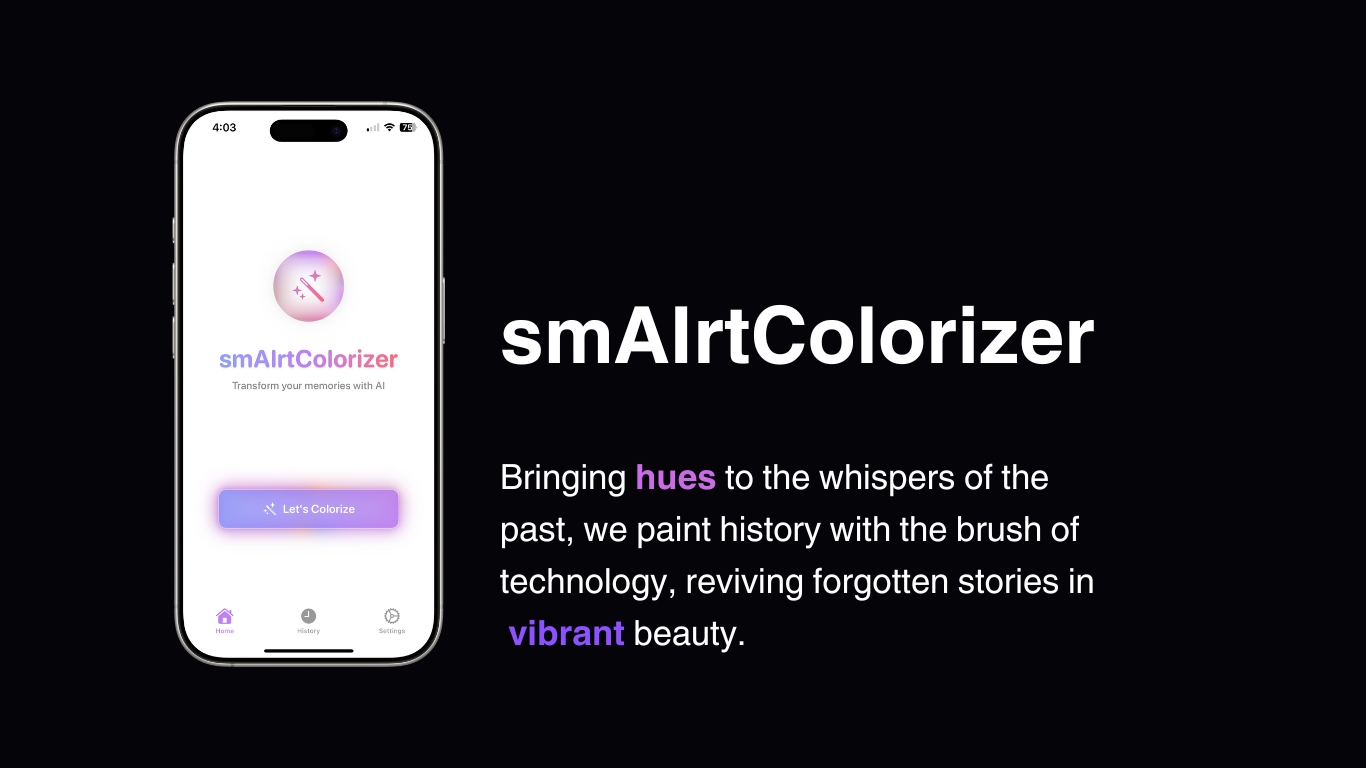 4:03
75
smAIrtColorizer
Transform your memories with AI
Let's Colorize
Home
History
Settings
smAIrtColorizer
Bringing hues to the whispers of the
past, we paint history with the brush of
technology, reviving forgotten stories in
vibrant beauty.